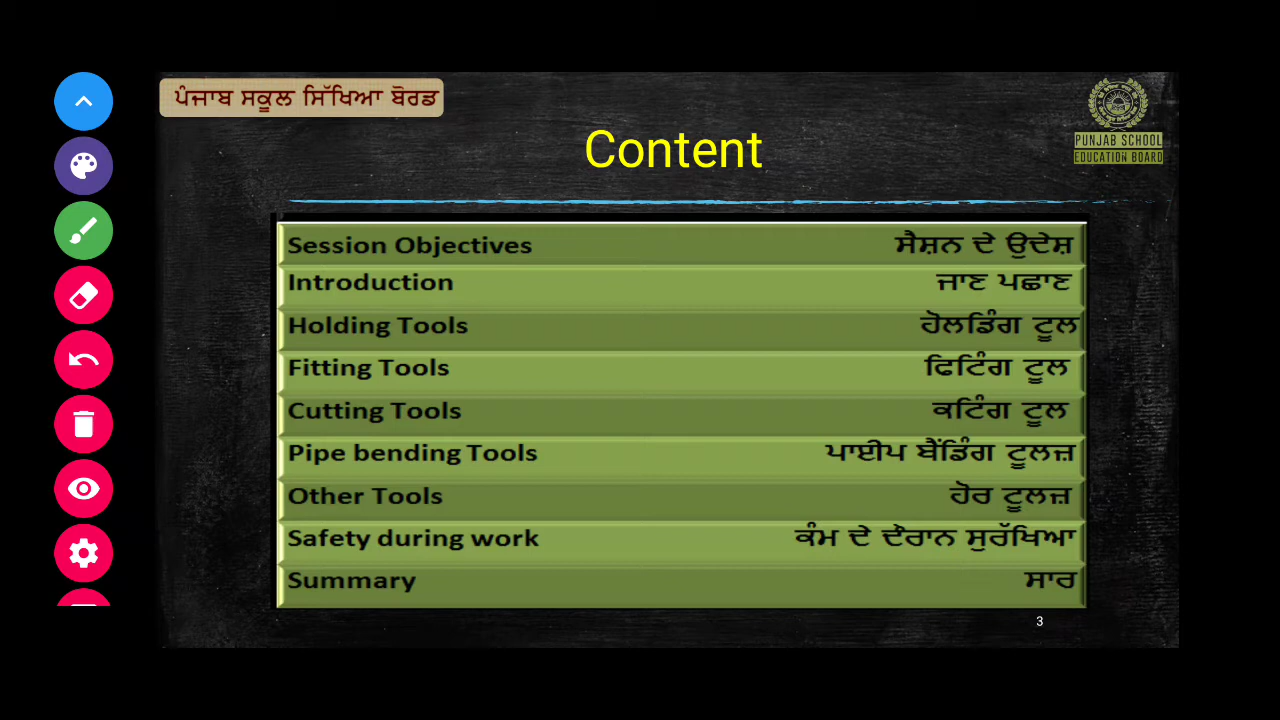 ਪੰਜਾਬ ਸਕੂਲ ਸਿੱਖਿਆ ਬੋਰਡ
PUNJAB SCHOOL
EDUCATION BOARD
Content
Session Objectives ਸੈਸ਼ਨ ਦੇ ਉਦੇਸ਼
Introduction ਜਾਣ ਪਛਾਣ
Holding Tools ਹੋਲਡਿੰਗ ਟੂਲ
Fitting Tools ਫਿਟਿੰਗ ਟੂਲ
Cutting Tools ਕਟਿੰਗ ਟੂਲ
Pipe bending Tools ਪਾਈਪ ਬੈਂਡਿੰਗ ਟੂਲਜ਼
Other Tools ਹੋਰ ਟੂਲਜ਼
Safety during work ਕੰਮ ਦੇ ਦੌਰਾਨ ਸੁਰੱਖਿਆ
Summary ਸਾਰ
3